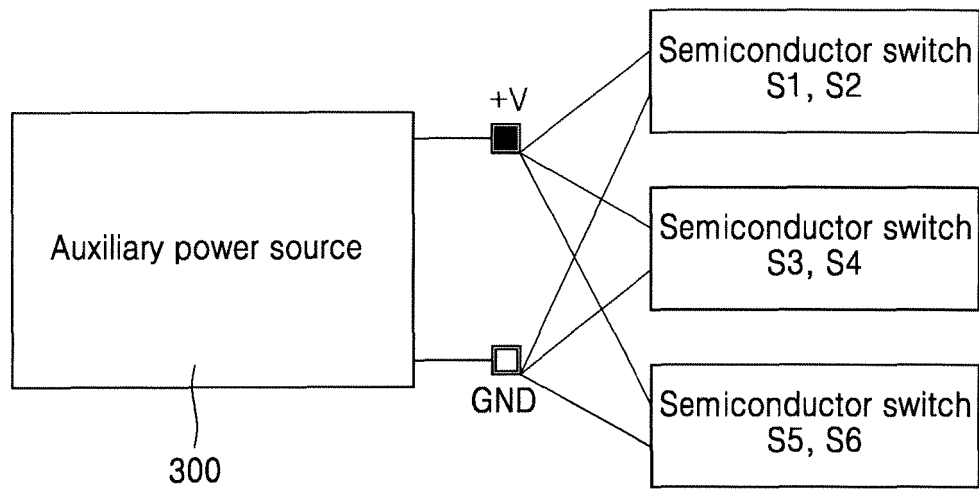 Semiconductor switch
S1, S2
+V
Auxiliary power source
Semiconductor switch
S3, S4
GND
Semiconductor switch
S5, S6
300